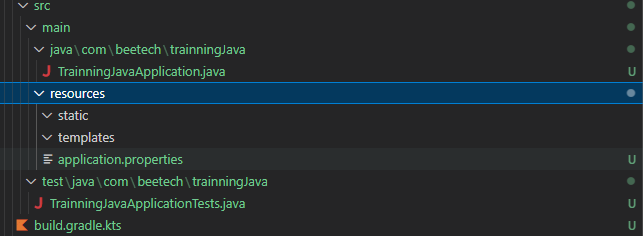 src
main
java\com\beetech\trainningJava
TrainningJavaApplication.java U
resources
static
templates
application.properties U
test\java\com\beetech\trainningJava
TrainningJavaApplicationTests.java U
build.gradle.kts U